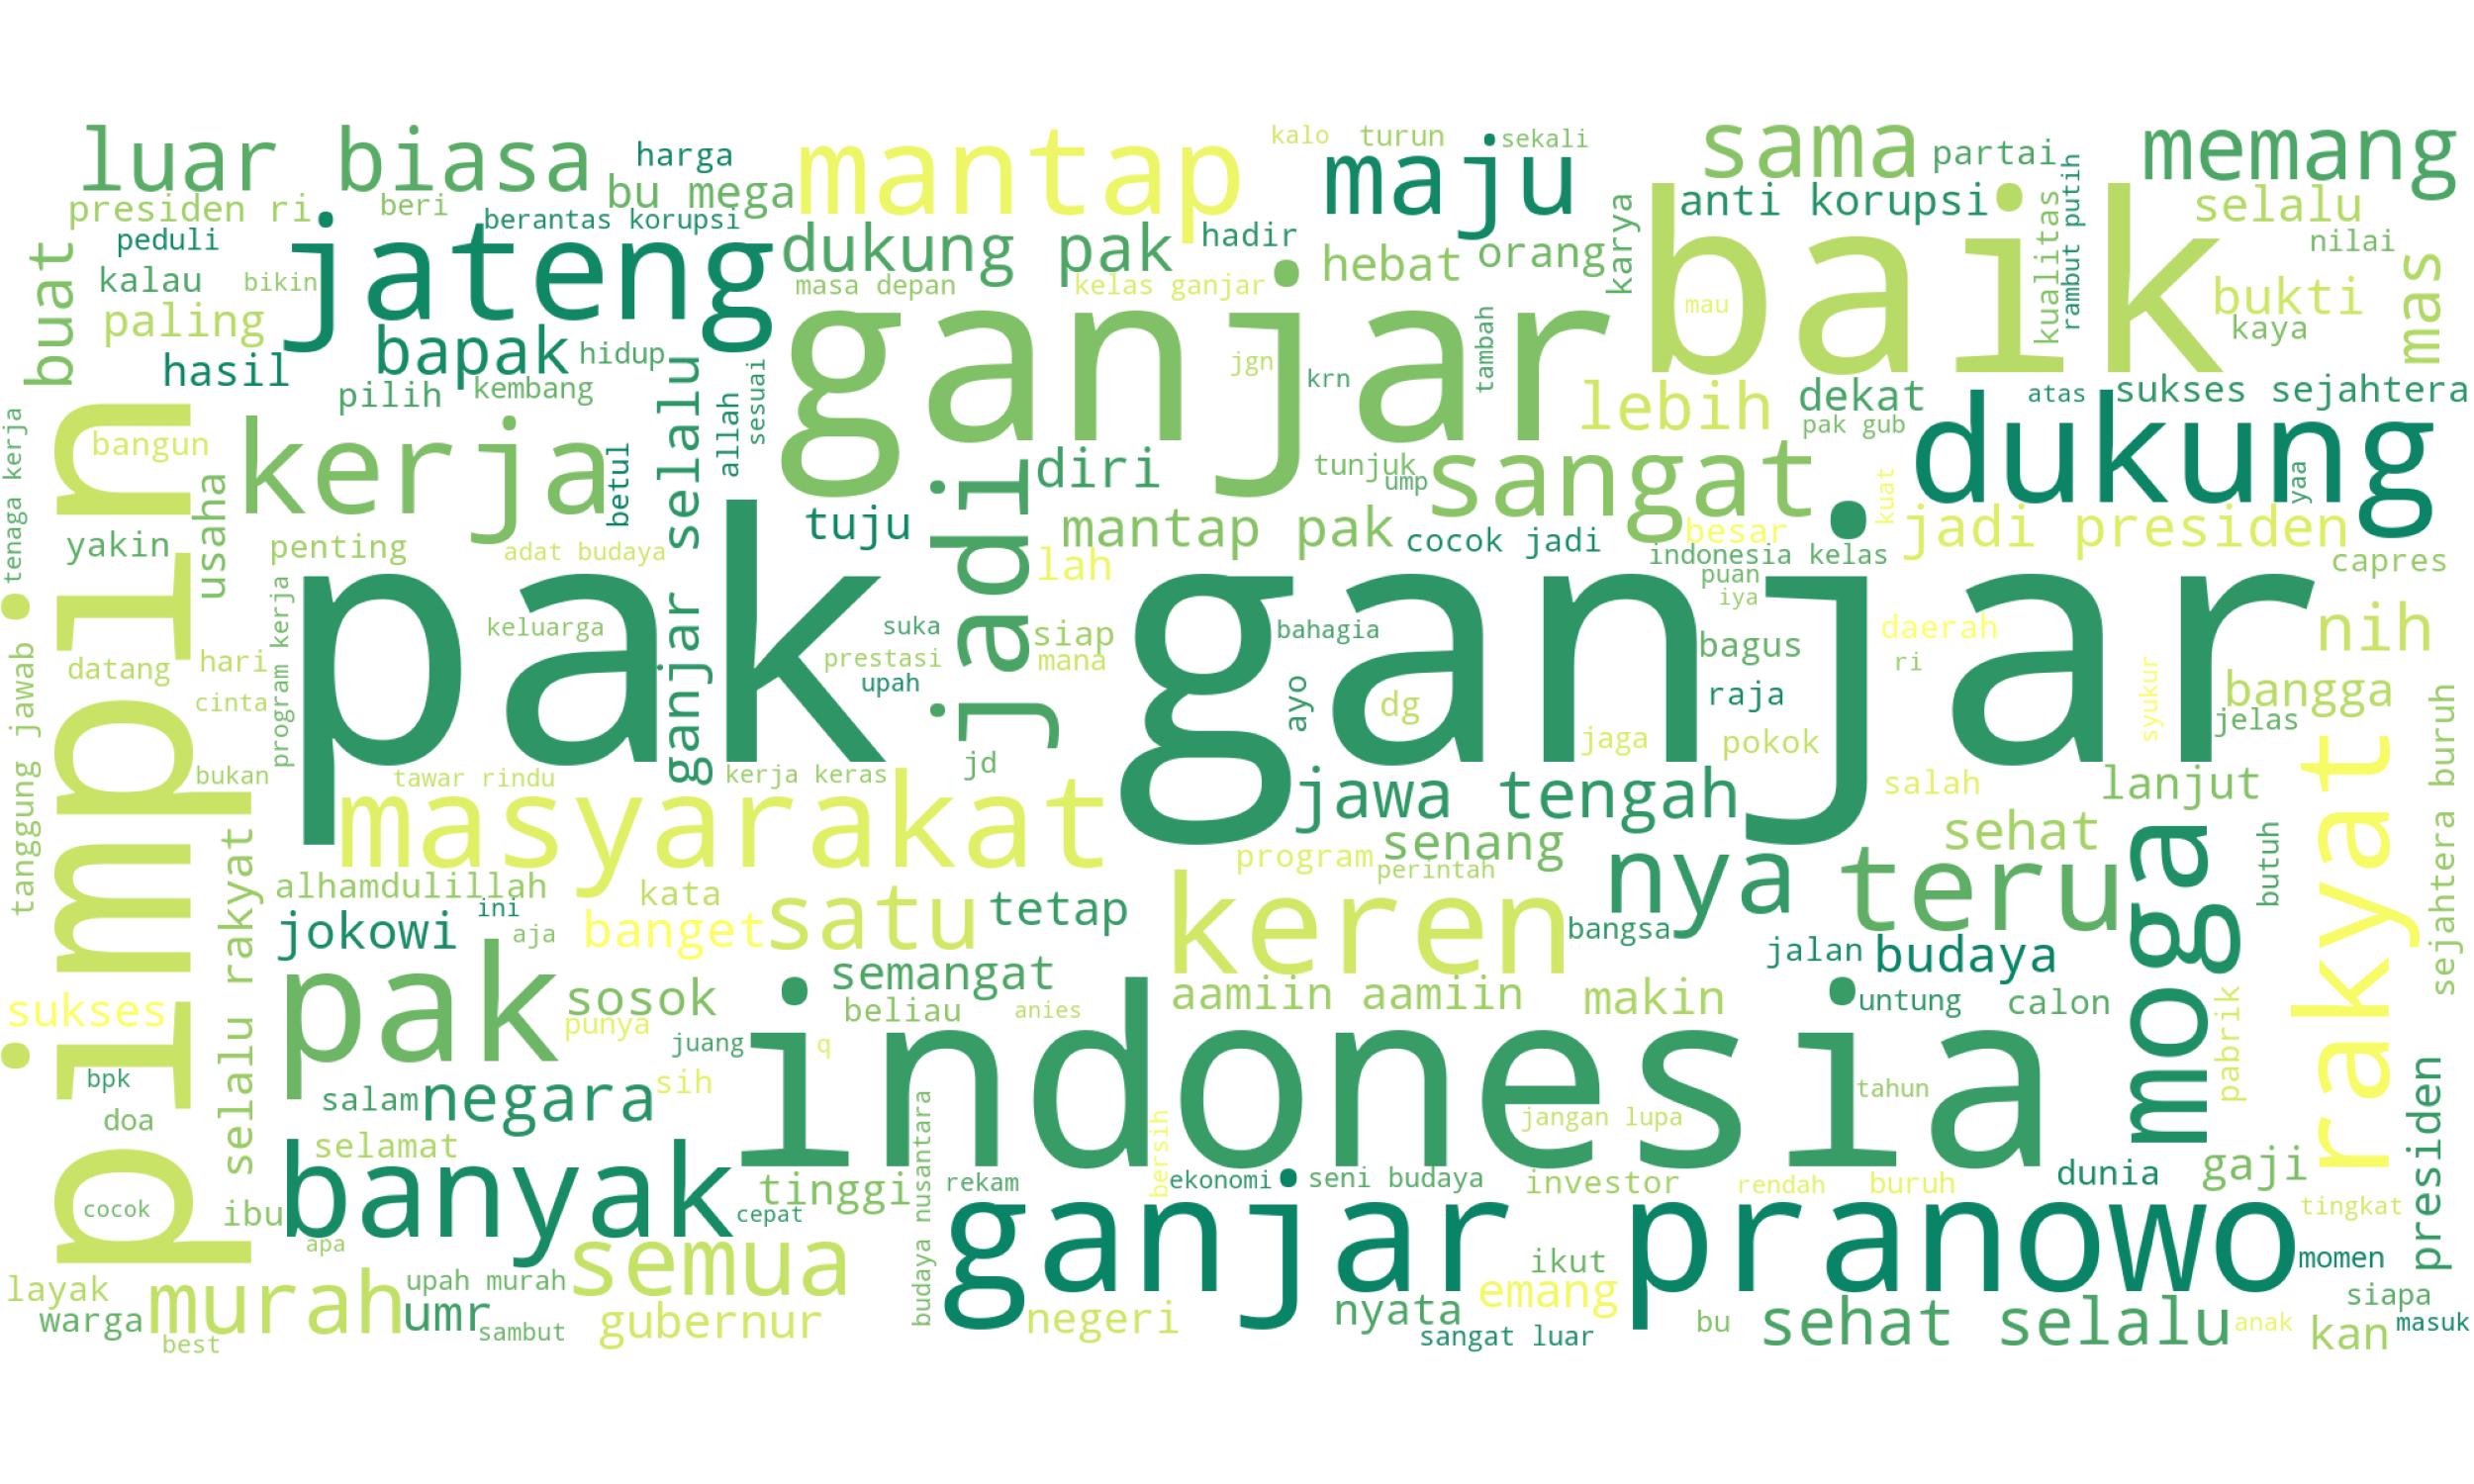 luar biasa
harga
mantap
kalo
turun
sekali
sama
partai
memang
bu mega
maju
anti korupsi
presiden ri
beri
berantas korupsi
karya
baik
kualitas
rambut putih
selalu
peduli
jateng
dukung pak
hadir
hebat
orang
nilai
buat
kalau
bikin
masa depan
kelas ganjar
mau
bukti
mas
paling
bapak
hidup
ganjar
tambah
kaya
hasil
jgn
krn
pilih
kembang
ganjar selalu
allah
sesuai
lebih
dekat
atas
sukses sejahtera
pak gub
dukung
pimpin
bangun
kerja
betul
jadi
diri
tunjuk
ump
sangat
kuat
yaa
tenaga kerja
usaha
tuju
mantap pak
cocok jadi
besar
jadi presiden
yakin
penting
adat budaya
lah
indonesia kelas
capres
pak ganjar
puan
iya
program kerja
keluarga
suka
siap
bahagia
daerah
nih
tanggung jawab
datang
hari
prestasi
mana
bagus
ri
upah
cinta
ayo
dg
raja
syukur
bangga
jelas
jaga
pokok
bukan
tawar rindu
kerja keras
jd
jawa tengah
salah
lanjut
rakyat
sejahtera buruh
masyarakat
senang
sehat
moga
butuh
selalu rakyat
program
perintah
nya
teru
alhamdulillah
kata
satu
tetap
keren
jokowi
ini
aja
banget
bangsa
jalan
budaya
semangat
pak
sosok
beliau
anies
aamiin aamiin
makin
untung
calon
sukses
punya
juang
q
indonesia
pabrik
bpk
salam
negara
sih
tahun
presiden
doa
budaya nusantara
bersih
jangan lupa
selamat
banyak
tinggi
rekam
ekonomi
seni budaya
investor
rendah
buruh
dunia
gaji
cocok
ibu
cepat
ganjar pranowo
tingkat
apa
semua
ikut
momen
layak
murah
upah murah
emang
siapa
warga
umr
sambut
gubernur
negeri
nyata
sangat luar
bu
sehat selalu
anak
kan
masuk
best